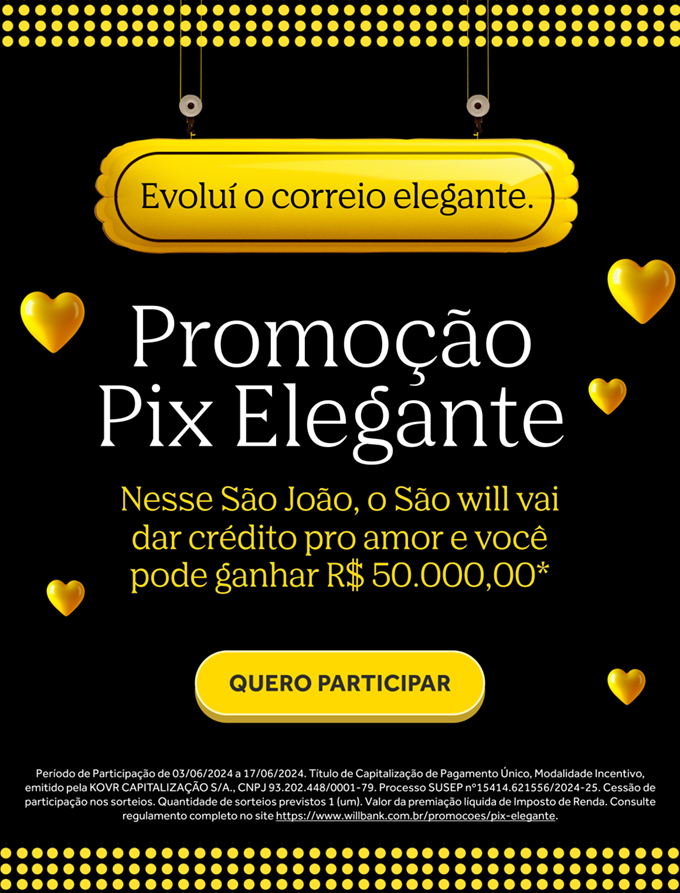 Evoluí o correio elegante.
Promoção
Pix Elegante
Nesse São João, o São will vai
dar crédito pro amor e você
pode ganhar R$ 50.000,00*
QUERO PARTICIPAR
Período de Participação de 03/06/2024 a 17/06/2024. Título de Capitalização de Pagamento Único, Modalidade Incentivo,
emitido pela KOVR CAPITALIZAÇÃO S/A., CNPJ 93.202.448/0001-79. Processo SUSEP nº15414.621556/2024-25. Cessão de
participação nos sorteios. Quantidade de sorteios previstos 1 (um). Valor da premiação líquida de Imposto de Renda. Consulte
regulamento completo no site https://www.willbank.com.br/promocoes/pix-elegante.